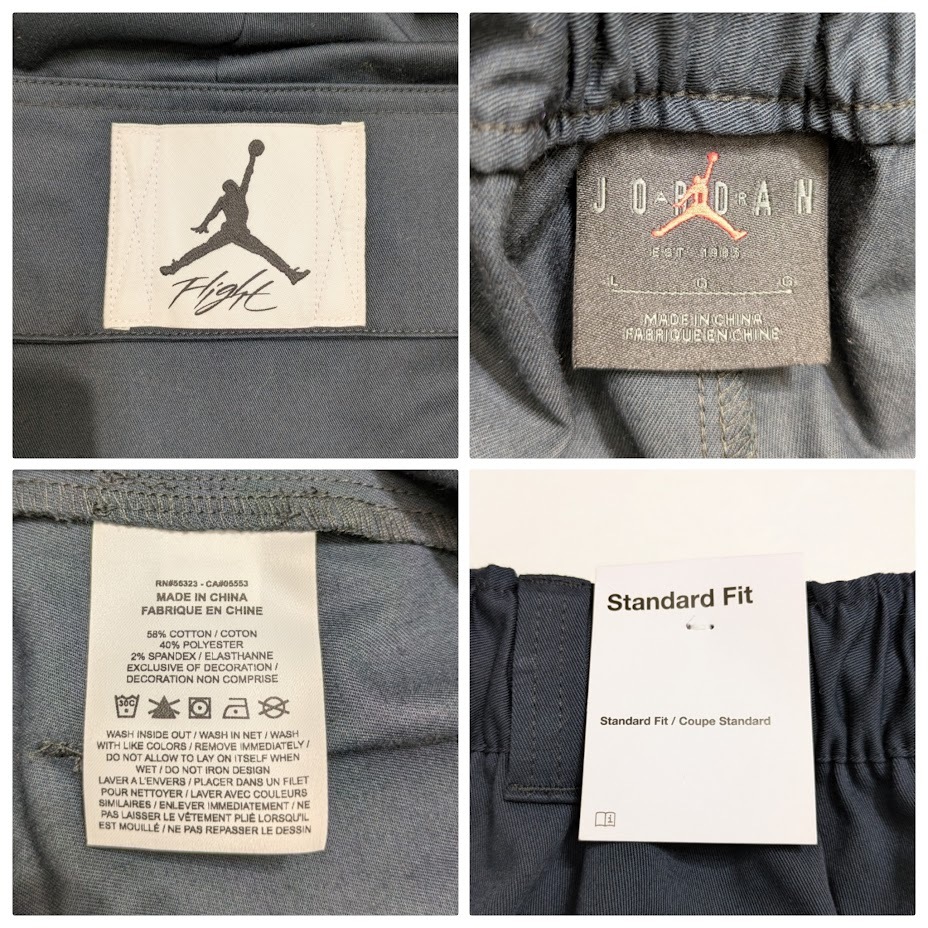 Flight
JORDAN
AIR
EST 1985
L G G
MADE IN CHINA
FABRIQUE EN CHINE
RN#56323 - CA#05553
MADE IN CHINA
FABRIQUE EN CHINE
58% COTTON / COTON
40% POLYESTER
2% SPANDEX / ELASTHANNE
EXCLUSIVE OF DECORATION /
DECORATION NON COMPRISE
30C
WASH INSIDE OUT / WASH IN NET / WASH
WITH LIKE COLORS / REMOVE IMMEDIATELY /
DO NOT ALLOW TO LAY ON ITSELF WHEN
WET / DO NOT IRON DESIGN
LAVER A L'ENVERS / PLACER DANS UN FILET
POUR NETTOYER / LAVER AVEC COULEURS
SIMILAIRES / ENLEVER IMMEDIATEMENT / NE
PAS LAISSER LE VÊTEMENT PLIÉ LORSQU'IL
EST MOUILLÉ / NE PAS REPASSER LE DESSIN
Standard Fit
Standard Fit / Coupe Standard